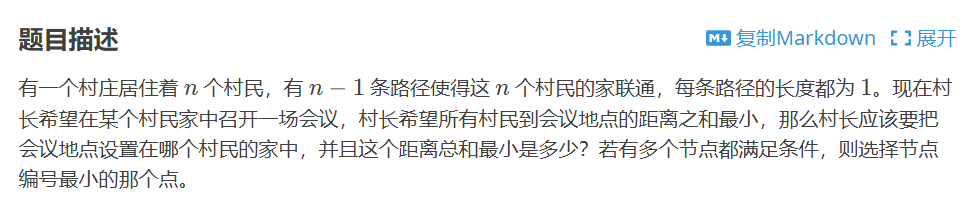 题目描述 复制Markdown 展开
有一个村庄居住着 n 个村民，有 n − 1 条路径使得这 n 个村民的家联通，每条路径的长度都为 1。现在村
长希望在某个村民家中召开一场会议，村长希望所有村民到会议地点的距离之和最小，那么村长应该要把
会议地点设置在哪个村民的家中，并且这个距离总和最小是多少？若有多个节点都满足条件，则选择节点
编号最小的那个点。